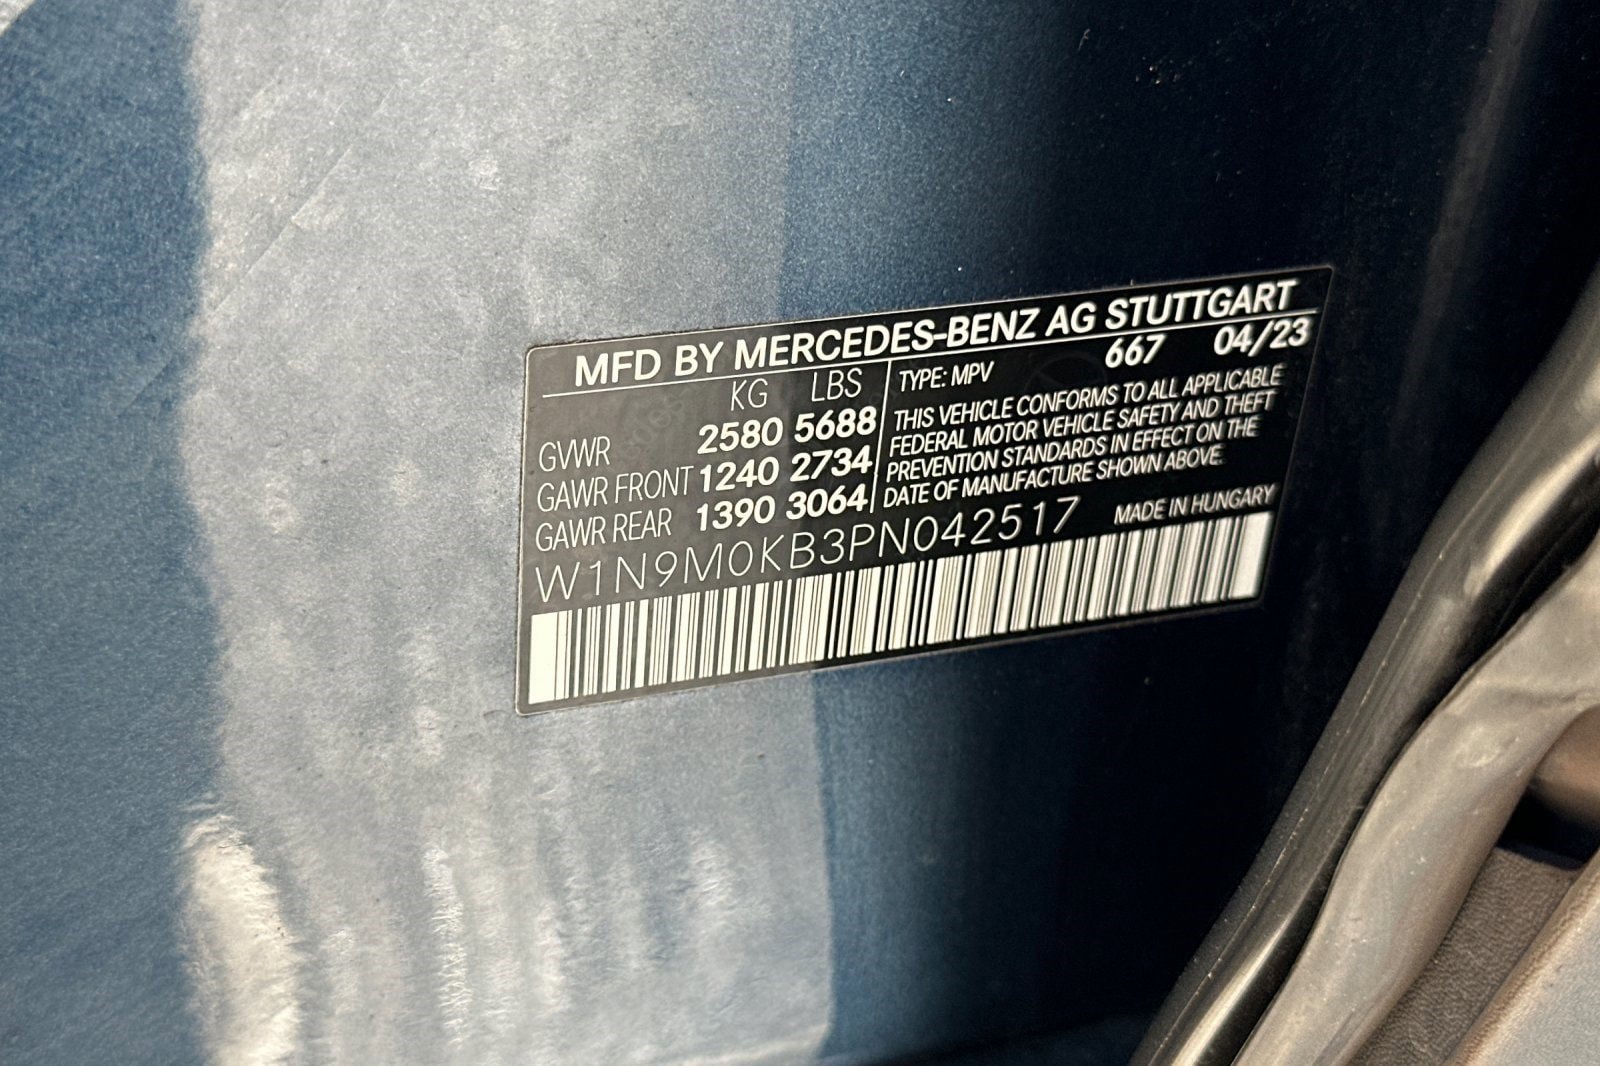 MFD BY MERCEDES-BENZ AG STUTTGART
KG LBS
GVWR 2580 5688
GAWR FRONT 1240 2734
GAWR REAR 1390 3064
TYPE: MPV 667 04/23
THIS VEHICLE CONFORMS TO ALL APPLICABLE
FEDERAL MOTOR VEHICLE SAFETY AND THEFT
PREVENTION STANDARDS IN EFFECT ON THE
DATE OF MANUFACTURE SHOWN ABOVE.
W1N9M0KB3PN042517 MADE IN HUNGARY